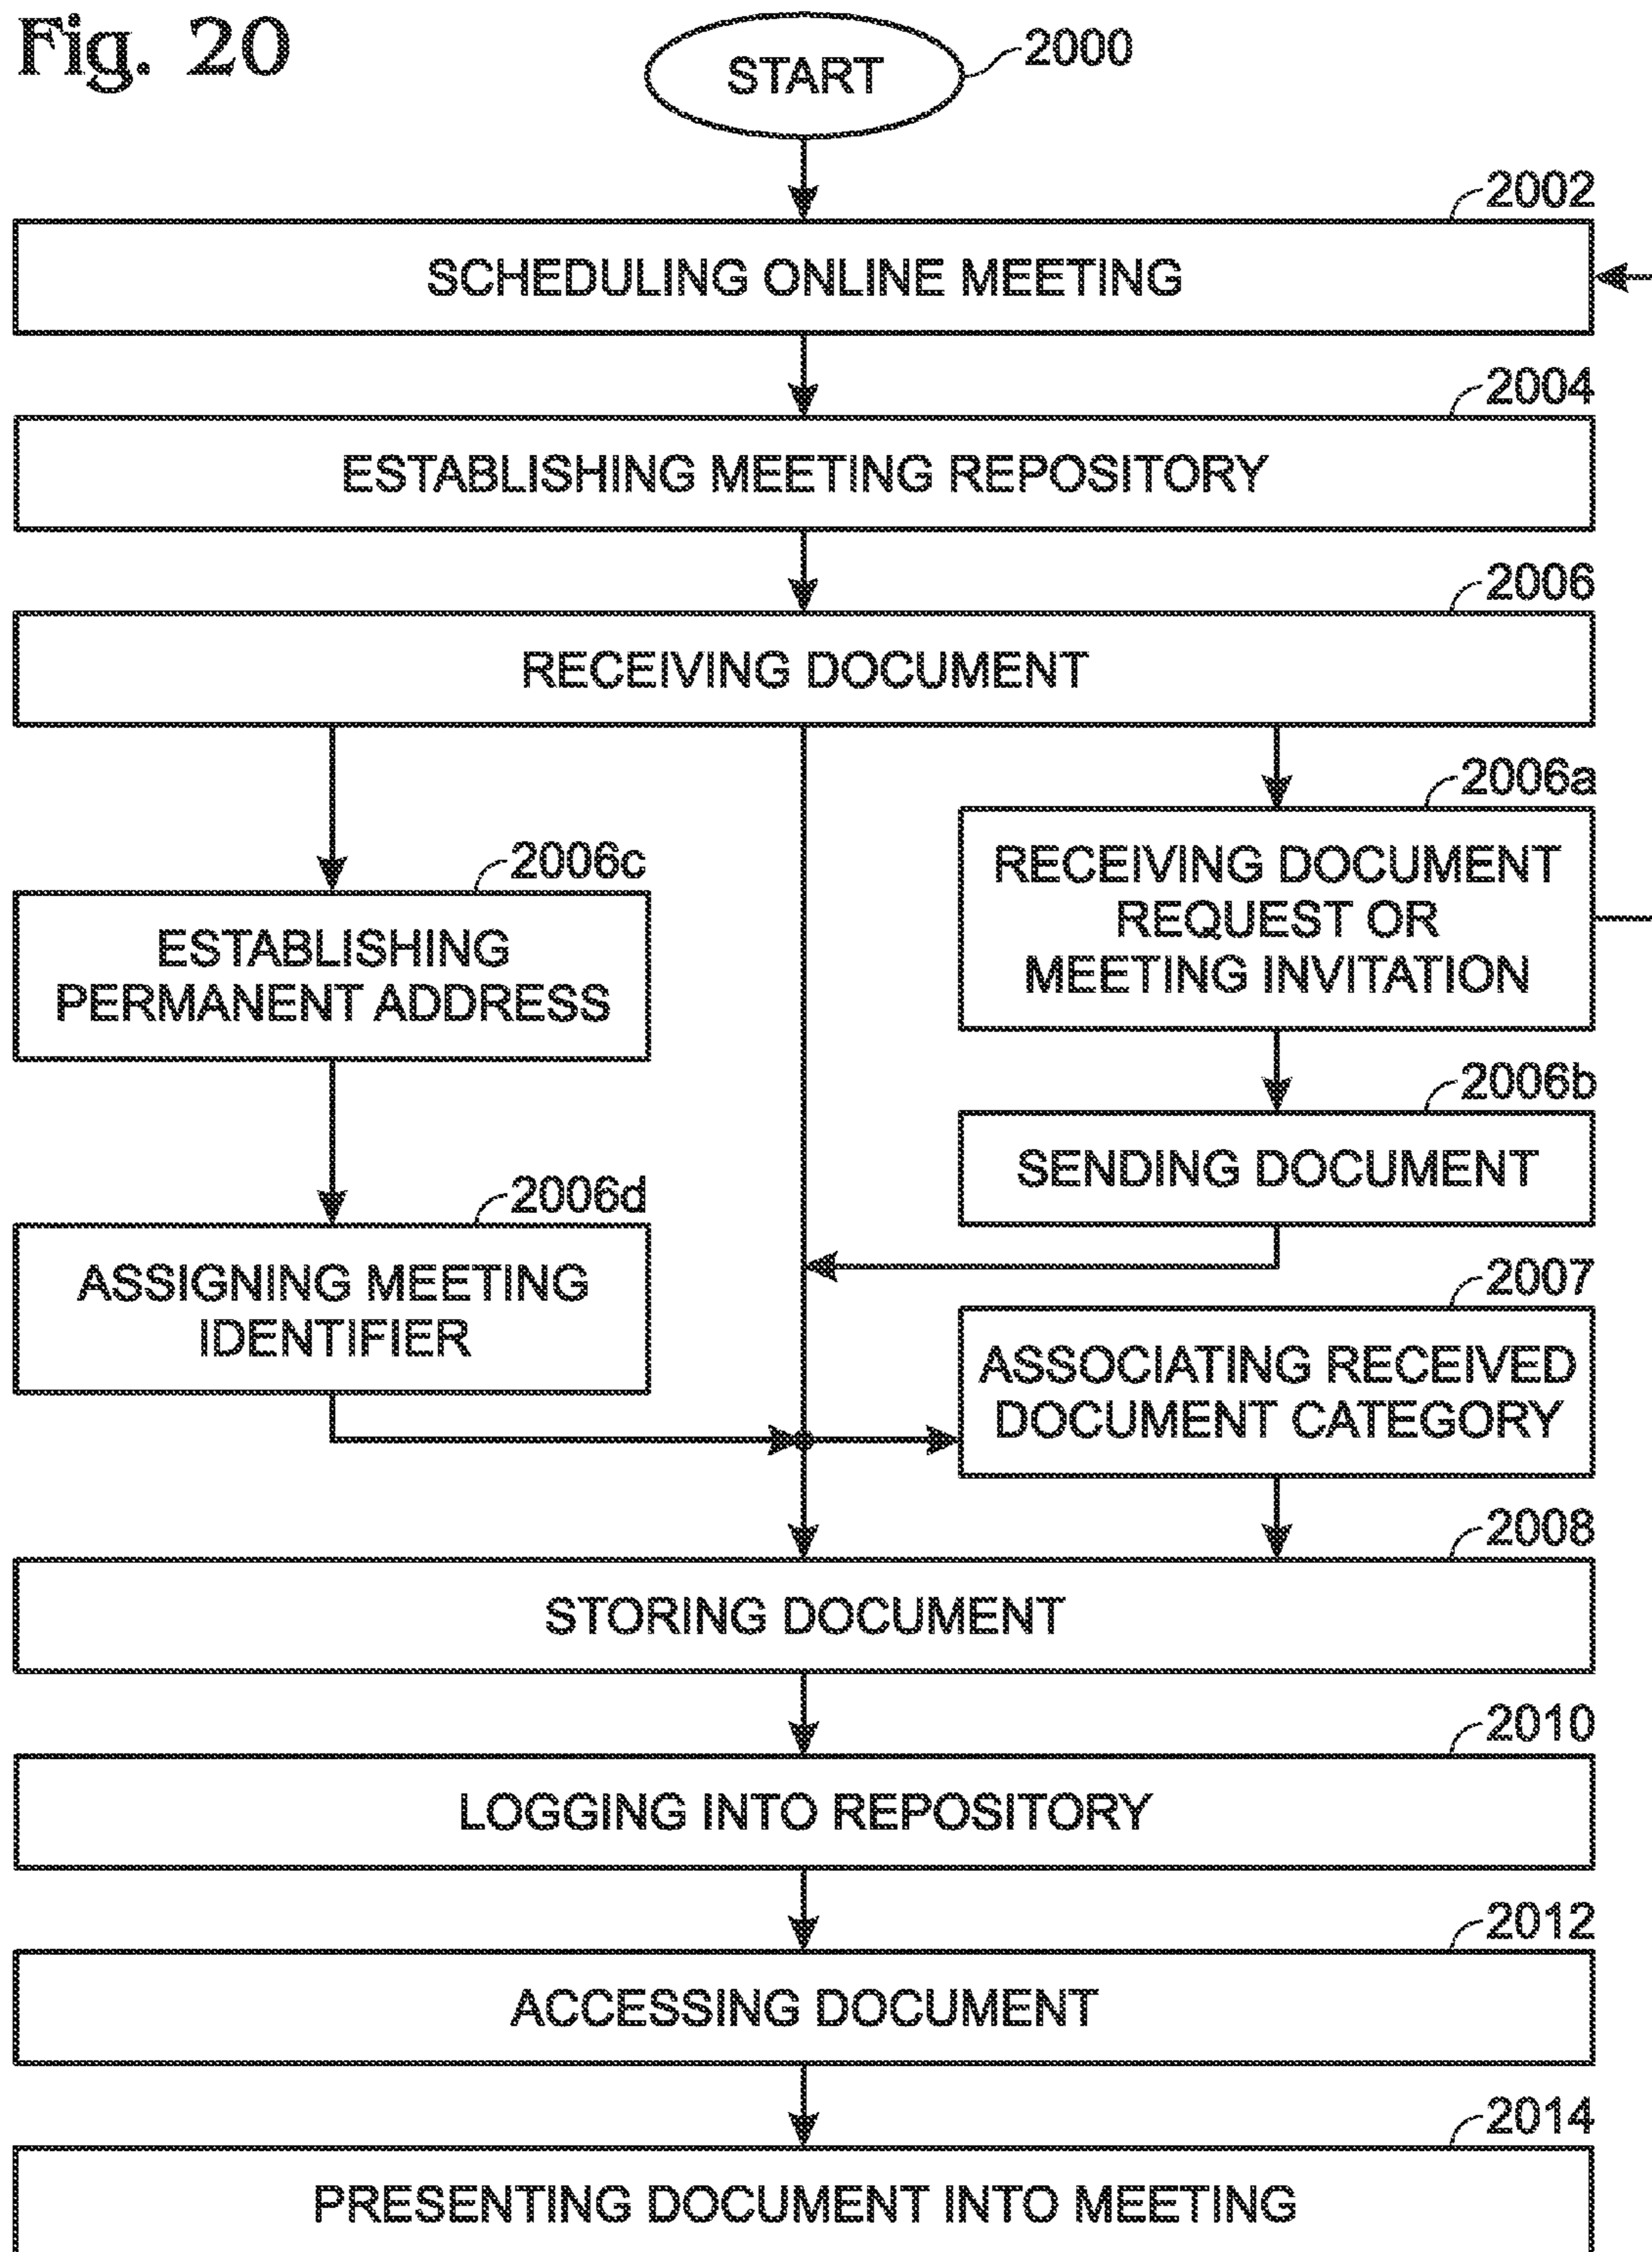 Fig. 20
START
2000
2002
SCHEDULING ONLINE MEETING
2004
ESTABLISHING MEETING REPOSITORY
2006
RECEIVING DOCUMENT
2006a
RECEIVING DOCUMENT
REQUEST OR
MEETING INVITATION
2006c
ESTABLISHING
PERMANENT ADDRESS
2006b
SENDING DOCUMENT
2006d
ASSIGNING MEETING
IDENTIFIER
2007
ASSOCIATING RECEIVED
DOCUMENT CATEGORY
2008
STORING DOCUMENT
2010
LOGGING INTO REPOSITORY
2012
ACCESSING DOCUMENT
2014
PRESENTING DOCUMENT INTO MEETING